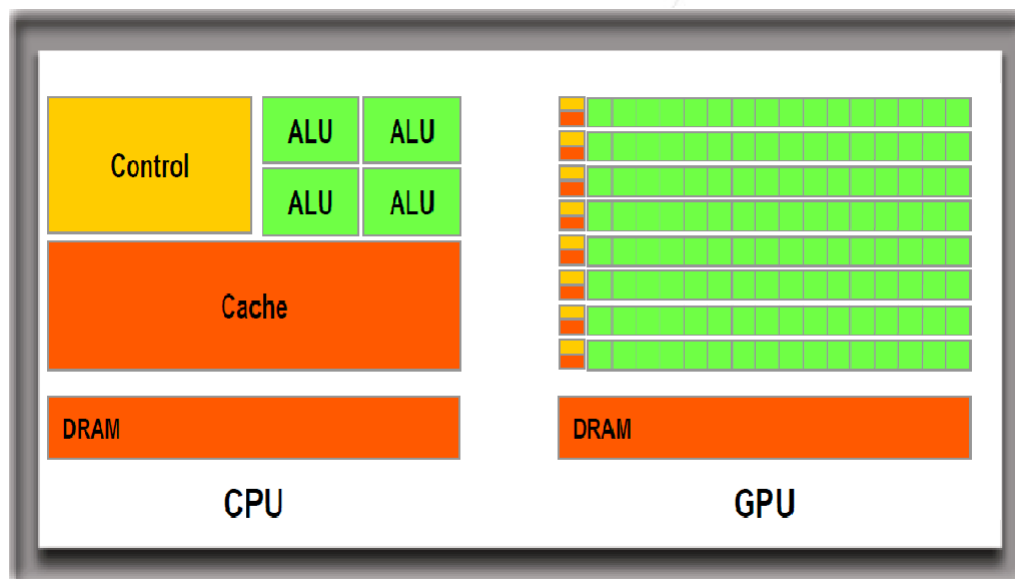 Control
ALU ALU
ALU ALU
Cache
DRAM
CPU
DRAM
GPU